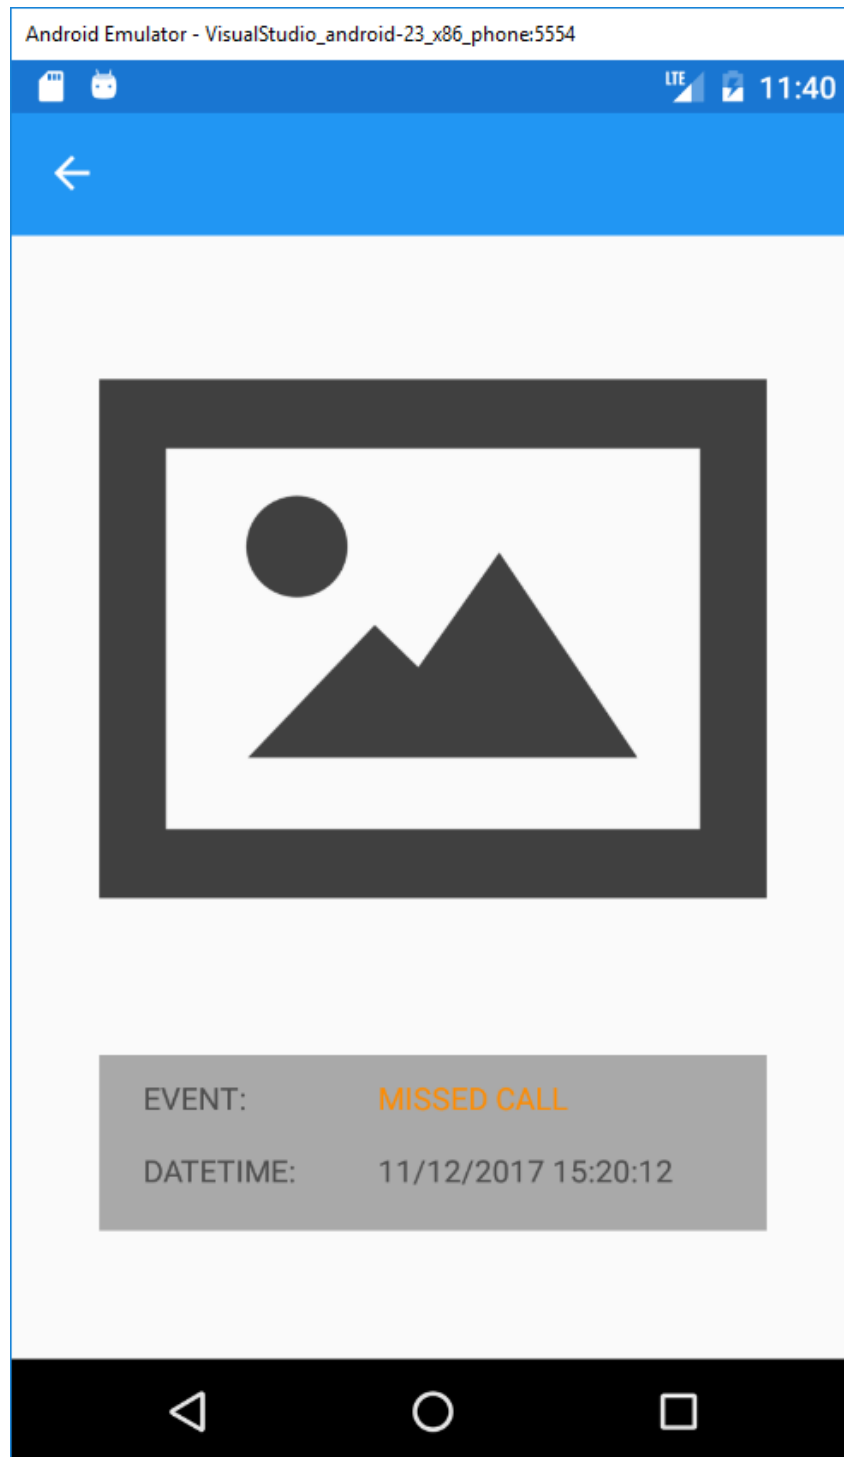 Android Emulator - VisualStudio_android-23_x86_phone:5554
LTE 11:40
EVENT: MISSED CALL
DATETIME: 11/12/2017 15:20:12